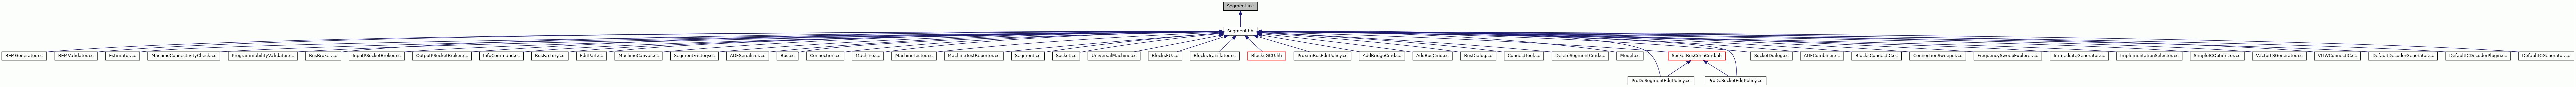 Segment.icc
Segment.hh
BEMGenerator.cc
BEMValidator.cc
Estimator.cc
MachineConnectivityCheck.cc
ProgrammabilityValidator.cc
BusBroker.cc
InputPSocketBroker.cc
OutputPSocketBroker.cc
InfoCommand.cc
BusFactory.cc
EditPart.cc
MachineCanvas.cc
SegmentFactory.cc
ADFSerializer.cc
Bus.cc
Connection.cc
Machine.cc
MachineTester.cc
MachineTestReporter.cc
Segment.cc
Socket.cc
UniversalMachine.cc
BlocksFU.cc
BlocksTranslator.cc
BlocksGCU.hh
ProximBusEditPolicy.cc
AddBridgeCmd.cc
AddBusCmd.cc
BusDialog.cc
ConnectTool.cc
DeleteSegmentCmd.cc
Model.cc
SocketBusConnCmd.hh
SocketDialog.cc
ADFCombiner.cc
BlocksConnectIC.cc
ConnectionSweeper.cc
FrequencySweepExplorer.cc
ImmediateGenerator.cc
ImplementationSelector.cc
SimpleICOptimizer.cc
VectorLSGenerator.cc
VLIWConnectIC.cc
DefaultDecoderGenerator.cc
DefaultICDecoderPlugin.cc
DefaultICGenerator.cc
ProDeSegmentEditPolicy.cc
ProDeSocketEditPolicy.cc